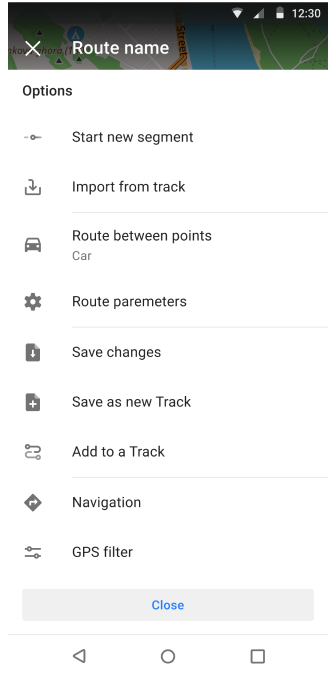 12:30
Route name
Street
Options
Start new segment
Import from track
Route between points
Car
Route paremeters
Save changes
Save as new Track
Add to a Track
Navigation
GPS filter
Close